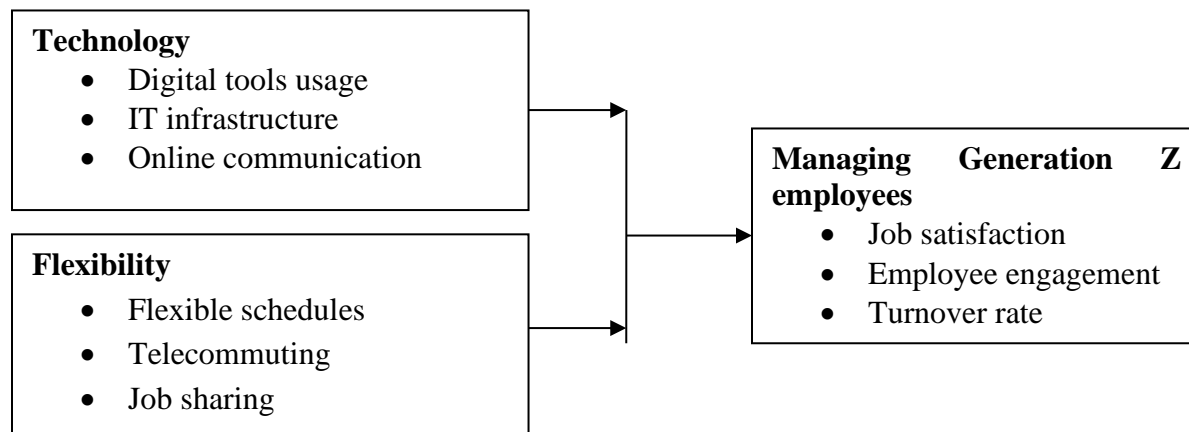 Technology
• Digital tools usage
• IT infrastructure
• Online communication
Flexibility
• Flexible schedules
• Telecommuting
• Job sharing
Managing Generation Z
employees
• Job satisfaction
• Employee engagement
• Turnover rate